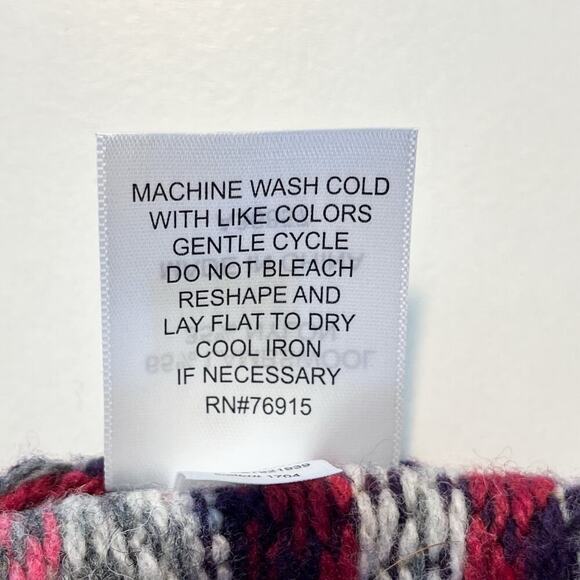 MACHINE WASH COLD
WITH LIKE COLORS
GENTLE CYCLE
DO NOT BLEACH
RESHAPE AND
LAY FLAT TO DRY
COOL IRON
IF NECESSARY
RN#76915